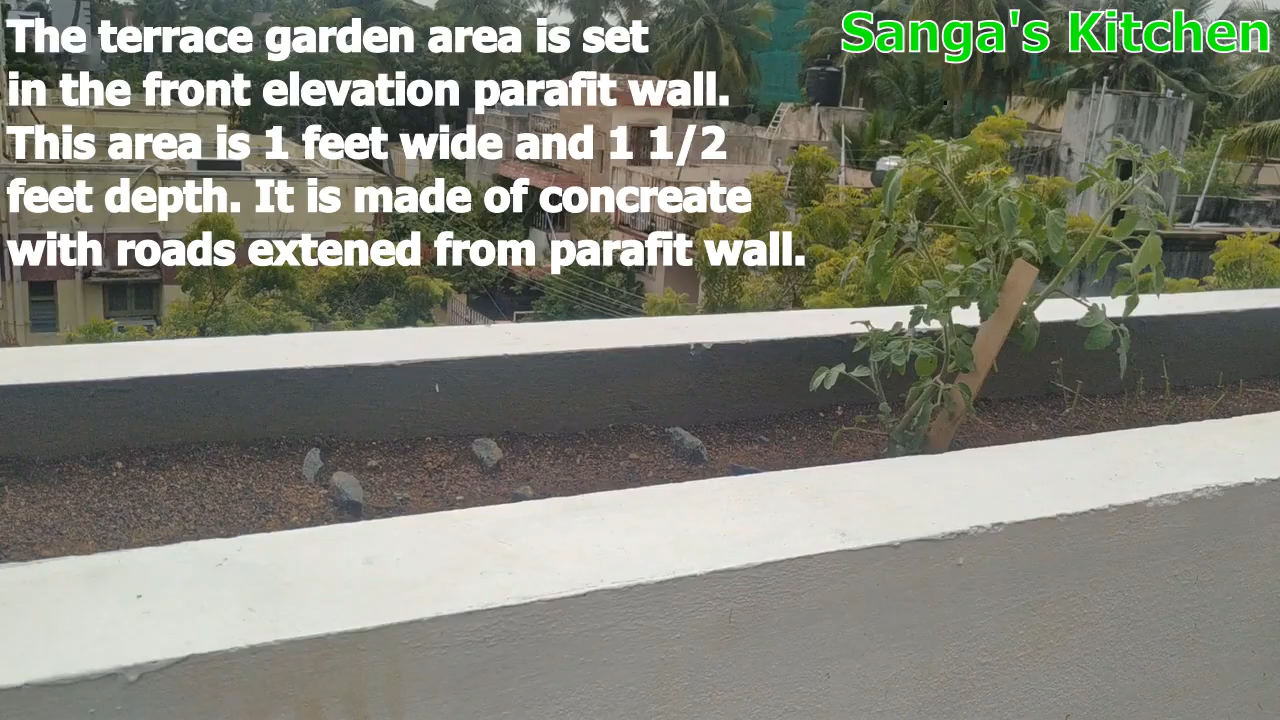 The terrace garden area is set
in the front elevation parafit wall.
This area is 1 feet wide and 1 1/2
feet depth. It is made of concreate
with roads extened from parafit wall.
Sanga's Kitchen